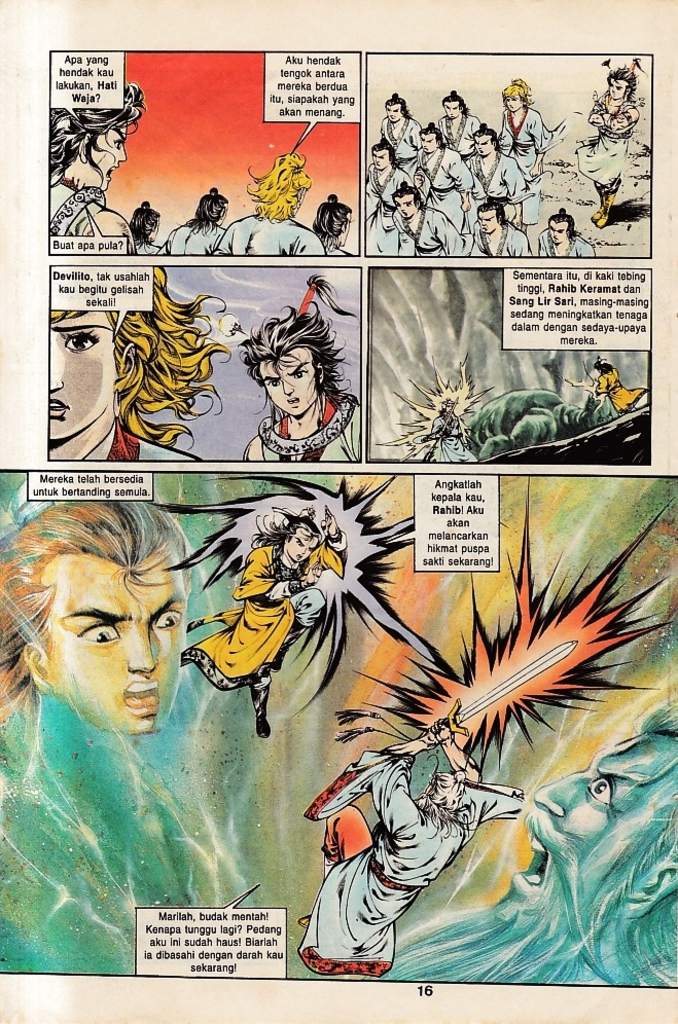 Apa yang
hendak kau
lakukan, Hati
Waja?
Aku hendak
tengok antara
mereka berdua
itu, siapakah yang
akan menang.
Buat apa pula?
Devilito, tak usahlah
kau begitu gelisah
sekali!
Sementara itu, di kaki tebing
tinggi, Rahib Keramat dan
Sang Lir Sari, masing-masing
sedang meningkatkan tenaga
dalam dengan sedaya-upaya
mereka.
Mereka telah bersedia
untuk bertanding semula.
Angkatlah
kepala kau,
Rahib! Aku
akan
melancarkan
hikmat puspa
sakti sekarang!
Marilah, budak mentah!
Kenapa tunggu lagi? Pedang
aku ini sudah haus! Biarlah
ia dibasahi dengan darah kau
sekarang!
16